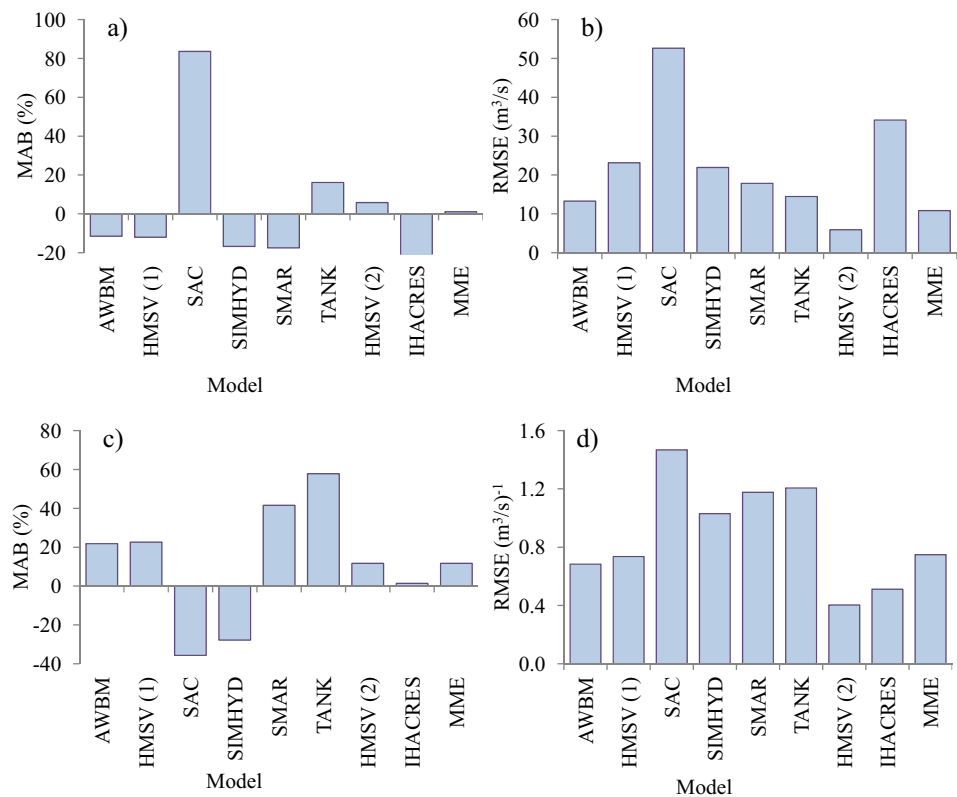 a)
MAB (%)
100
80
60
40
20
0
-20
AWBM
HMSV (1)
SAC
SIMHYD
SMAR
TANK
HMSV (2)
IHACRES
MME
Model
b)
RMSE (m³/s)
60
50
40
30
20
10
0
AWBM
HMSV (1)
SAC
SIMHYD
SMAR
TANK
HMSV (2)
IHACRES
MME
Model
c)
MAB (%)
80
60
40
20
0
-20
-40
AWBM
HMSV (1)
SAC
SIMHYD
SMAR
TANK
HMSV (2)
IHACRES
MME
Model
d)
RMSE (m³/s)⁻¹
1.6
1.2
0.8
0.4
0.0
AWBM
HMSV (1)
SAC
SIMHYD
SMAR
TANK
HMSV (2)
IHACRES
MME
Model